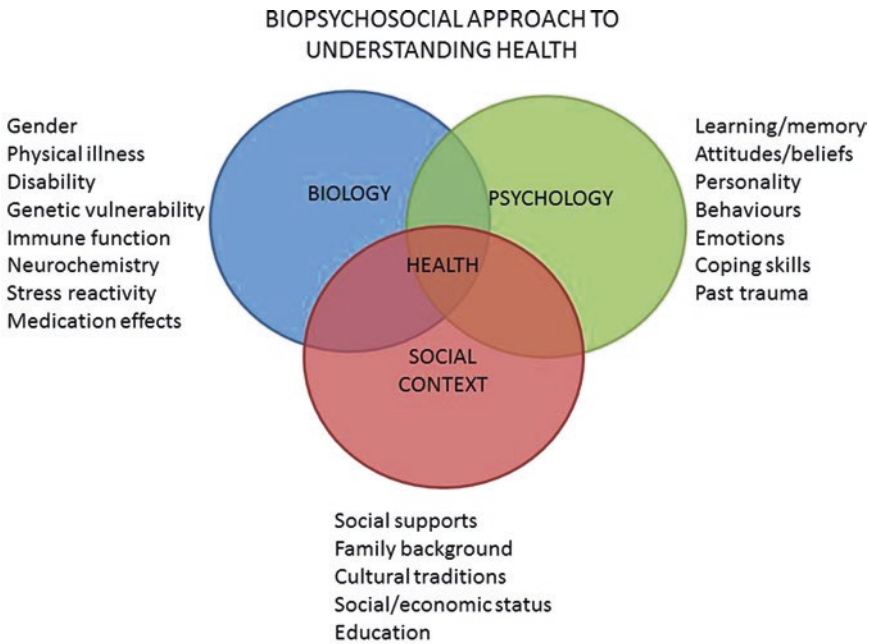 BIOPSYCHOSOCIAL APPROACH TO
UNDERSTANDING HEALTH
Gender
Physical illness
Disability
Genetic vulnerability
Immune function
Neurochemistry
Stress reactivity
Medication effects
BIOLOGY
PSYCHOLOGY
HEALTH
SOCIAL
CONTEXT
Learning/memory
Attitudes/beliefs
Personality
Behaviours
Emotions
Coping skills
Past trauma
Social supports
Family background
Cultural traditions
Social/economic status
Education